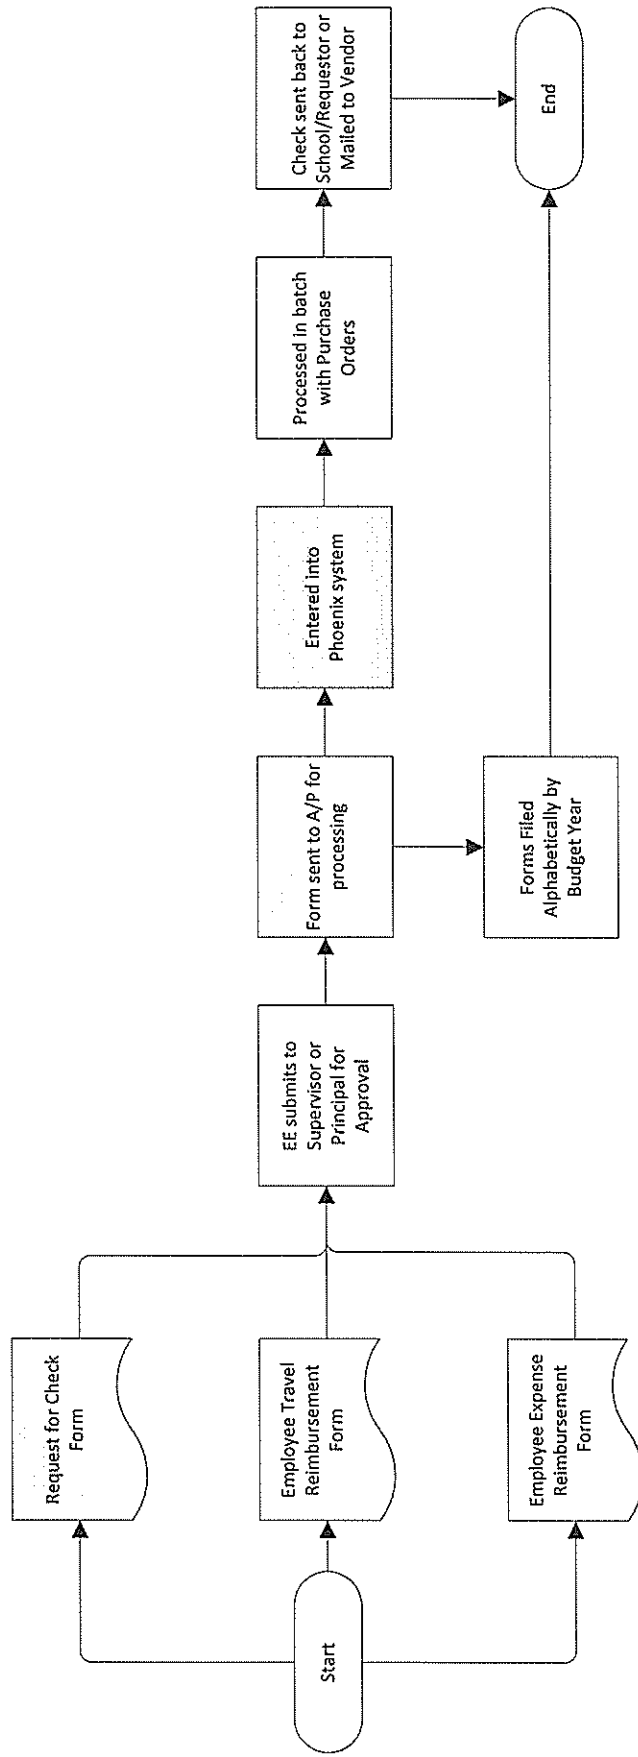 Start
Request for Check
Form
Employee Travel
Reimbursement
Form
Employee Expense
Reimbursement
Form
EE submits to
Supervisor or
Principal for
Approval
Form sent to A/P for
processing
Forms Filed
Alphabetically by
Budget Year
Entered into
Phoenix system
Processed in batch
with Purchase
Orders
Check sent back to
School/Requestor or
Mailed to Vendor
End